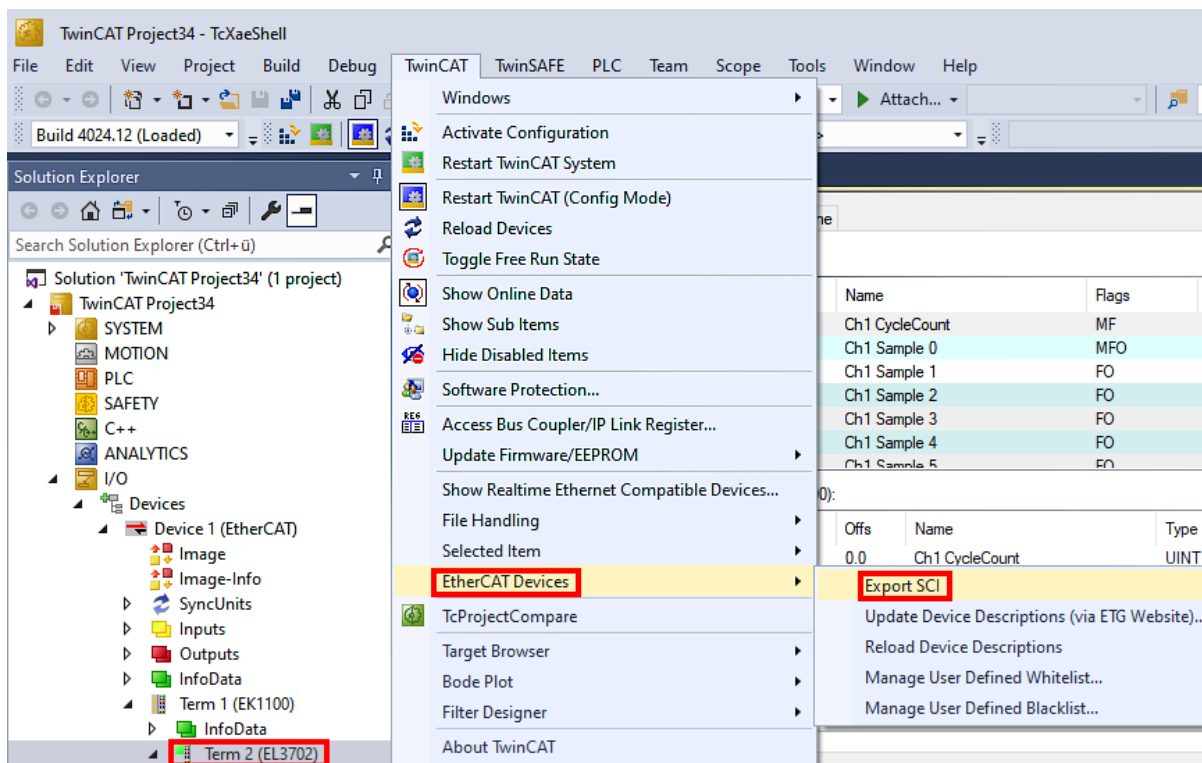 TwinCAT Project34 - TcXaeShell
File Edit View Project Build Debug TwinCAT TwinSAFE PLC Team Scope Tools Window Help
Attach...
Build 4024.12 (Loaded)
Solution Explorer
Search Solution Explorer (Ctrl+ü)
Solution 'TwinCAT Project34' (1 project)
TwinCAT Project34
SYSTEM
MOTION
PLC
SAFETY
C++
ANALYTICS
I/O
Devices
Device 1 (EtherCAT)
Image
Image-Info
SyncUnits
Inputs
Outputs
InfoData
Term 1 (EK1100)
InfoData
Term 2 (EL3702)
Windows
Activate Configuration
Restart TwinCAT System
Restart TwinCAT (Config Mode)
Reload Devices
Toggle Free Run State
Show Online Data
Show Sub Items
Hide Disabled Items
Software Protection...
REG
Access Bus Coupler/IP Link Register...
Update Firmware/EEPROM
Show Realtime Ethernet Compatible Devices...
File Handling
Selected Item
EtherCAT Devices
TcProjectCompare
Target Browser
Bode Plot
Filter Designer
About TwinCAT
ne
Name Flags
Ch1 CycleCount MF
Ch1 Sample 0 MFO
Ch1 Sample 1 FO
Ch1 Sample 2 FO
Ch1 Sample 3 FO
Ch1 Sample 4 FO
Ch1 Sample 5 FO
0):
Offs Name Type
0.0 Ch1 CycleCount UINT
Export SCI
Update Device Descriptions (via ETG Website)..
Reload Device Descriptions
Manage User Defined Whitelist...
Manage User Defined Blacklist...